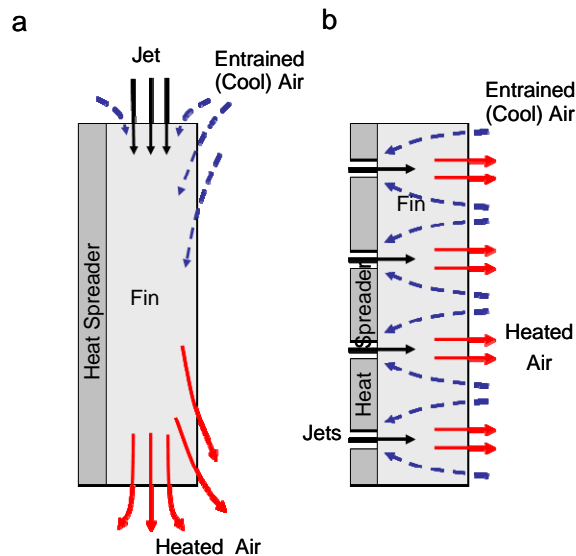 a
Jet
Entrained
(Cool) Air
Heat Spreader
Fin
Heated Air
b
Entrained
(Cool) Air
Fin
Heat Spreader
Heated
Air
Jets